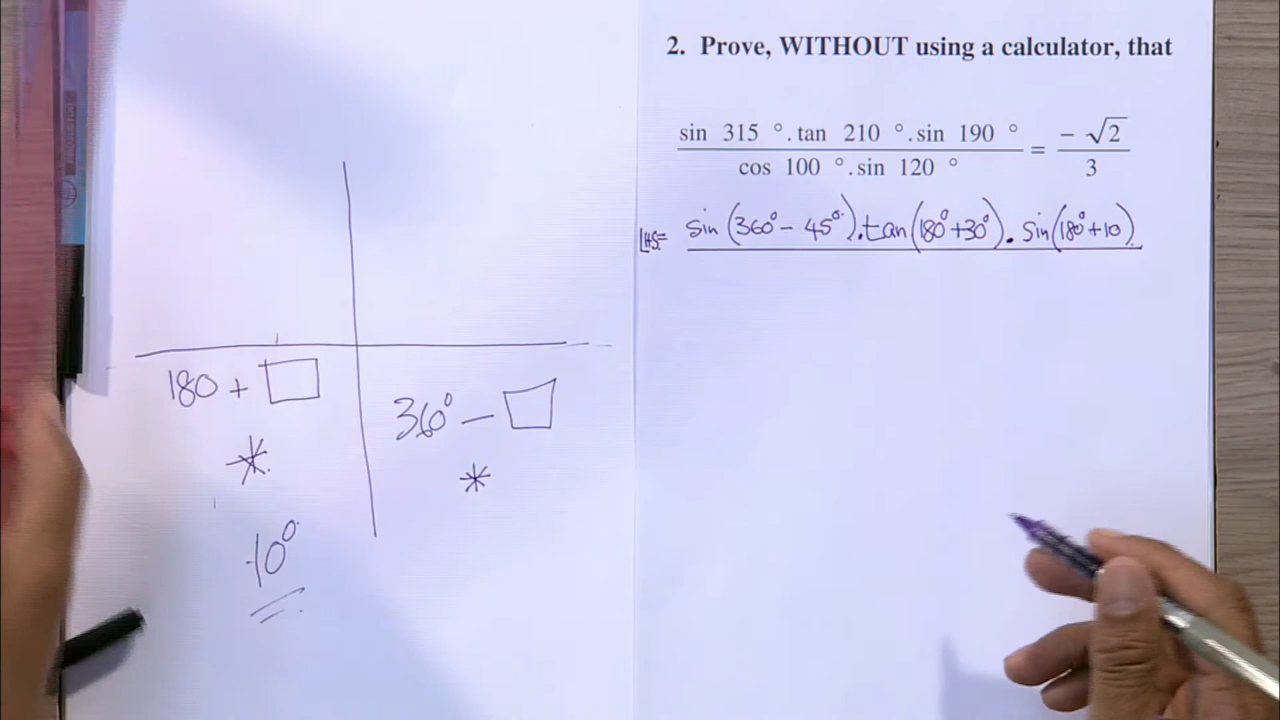 2. Prove, WITHOUT using a calculator, that
sin 315 °.tan 210 °.sin 190 ° = - √2
cos 100 °.sin 120 ° 3
LHS= sin (360° - 45°).tan(180°+30°). sin(180°+10)
180 + □
360° - □
*
*
10°